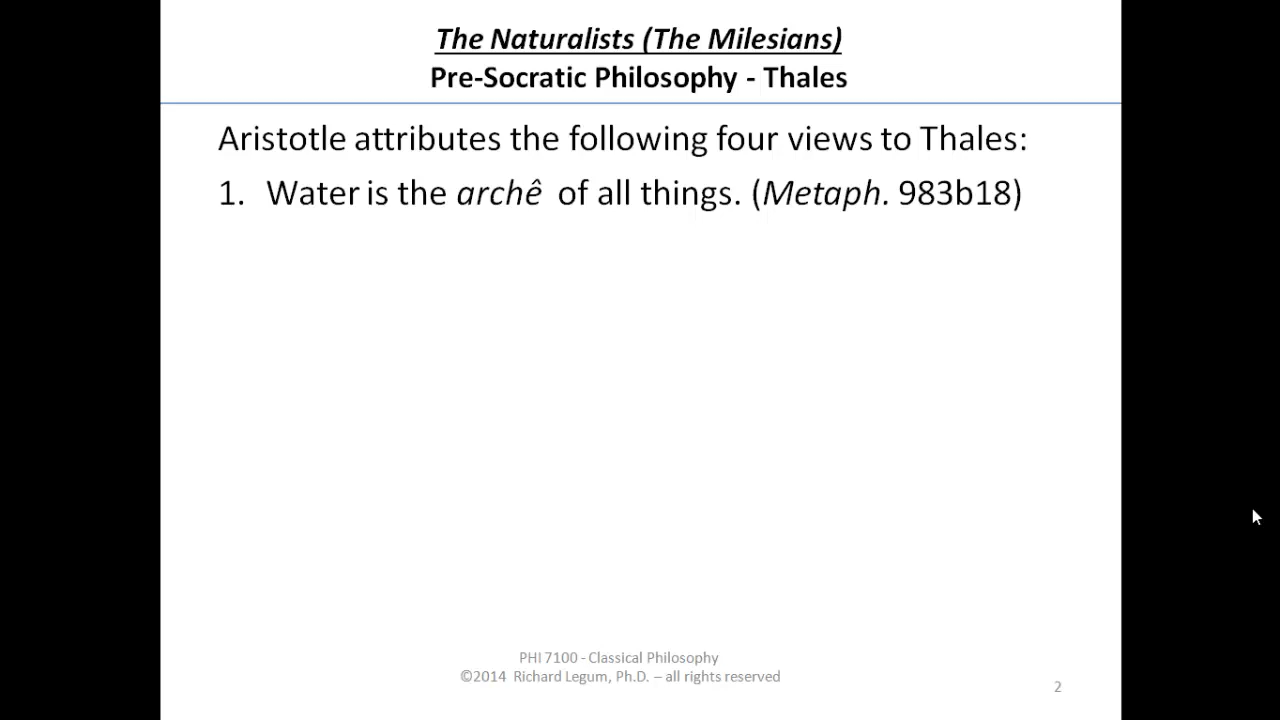 The Naturalists (The Milesians)
Pre-Socratic Philosophy - Thales
Aristotle attributes the following four views to Thales:
1. Water is the archê of all things. (Metaph. 983b18)
PHI 7100 - Classical Philosophy
©2014 Richard Legum, Ph.D. – all rights reserved
2